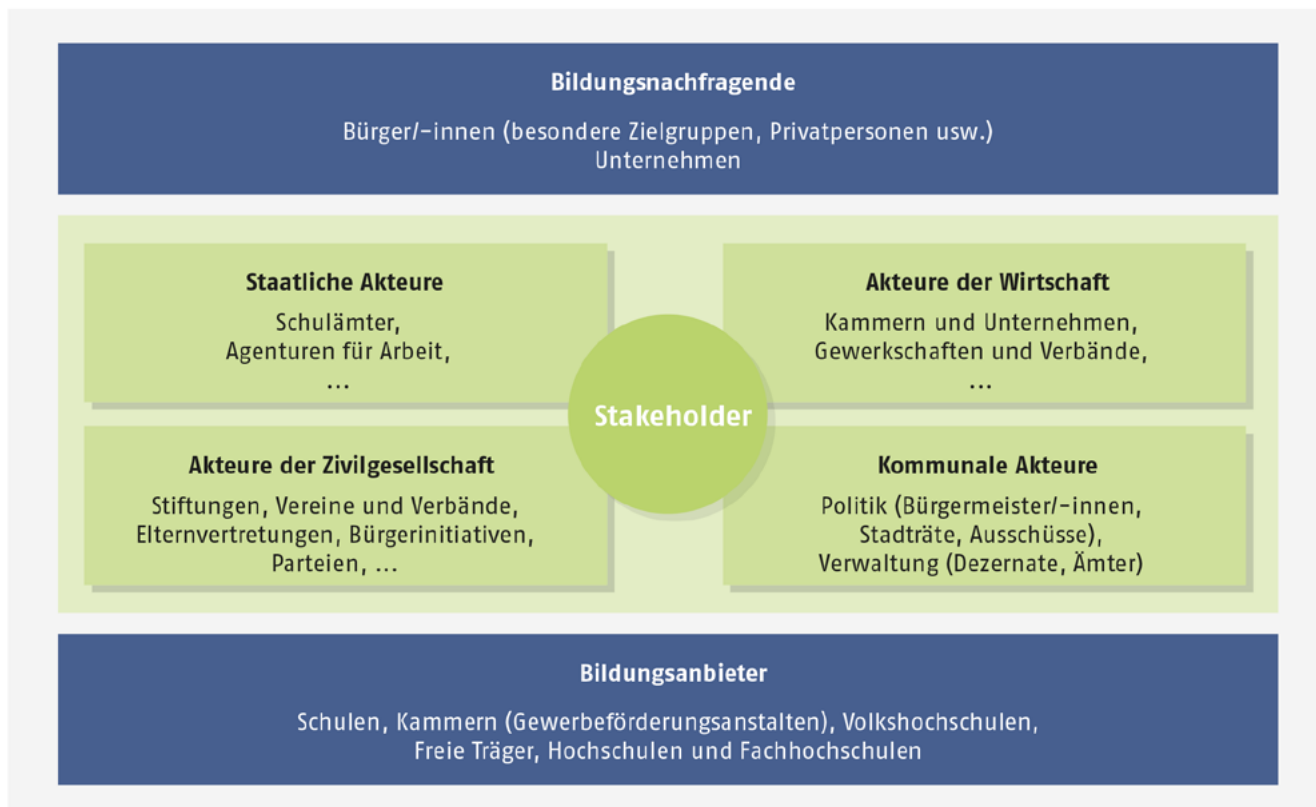 Bildungsnachfragende
Bürger/-innen (besondere Zielgruppen, Privatpersonen usw.)
Unternehmen
Staatliche Akteure
Schulämter,
Agenturen für Arbeit,
...
Akteure der Wirtschaft
Kammern und Unternehmen,
Gewerkschaften und Verbände,
...
Stakeholder
Akteure der Zivilgesellschaft
Stiftungen, Vereine und Verbände,
Elternvertretungen, Bürgerinitiativen,
Parteien, ...
Kommunale Akteure
Politik (Bürgermeister/-innen,
Stadträte, Ausschüsse),
Verwaltung (Dezernate, Ämter)
Bildungsanbieter
Schulen, Kammern (Gewerbeförderungsanstalten), Volkshochschulen,
Freie Träger, Hochschulen und Fachhochschulen